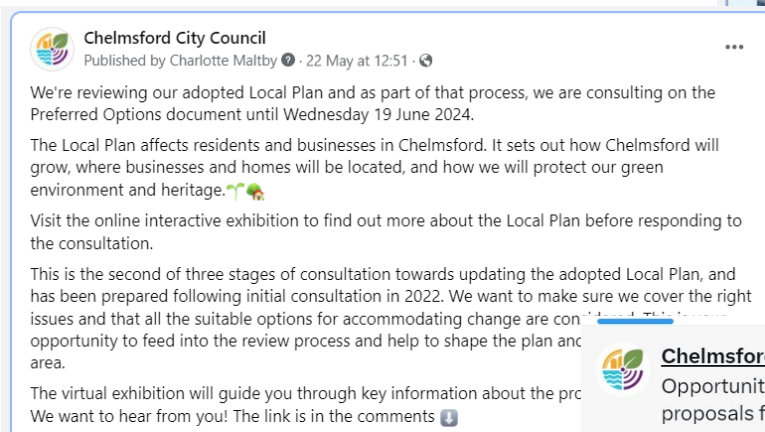 Chelmsford City Council
Published by Charlotte Maltby · 22 May at 12:51 ·
We're reviewing our adopted Local Plan and as part of that process, we are consulting on the
Preferred Options document until Wednesday 19 June 2024.
The Local Plan affects residents and businesses in Chelmsford. It sets out how Chelmsford will
grow, where businesses and homes will be located, and how we will protect our green
environment and heritage.🌱🏡
Visit the online interactive exhibition to find out more about the Local Plan before responding to
the consultation.
This is the second of three stages of consultation towards updating the adopted Local Plan, and
has been prepared following initial consultation in 2022. We want to make sure we cover the right
issues and that all the suitable options for accommodating change are
opportunity to feed into the review process and help to shape the plan and
area.
The virtual exhibition will guide you through key information about the
We want to hear from you! The link is in the comments ⬇️
Chelmsfor
Opportunit
proposals f